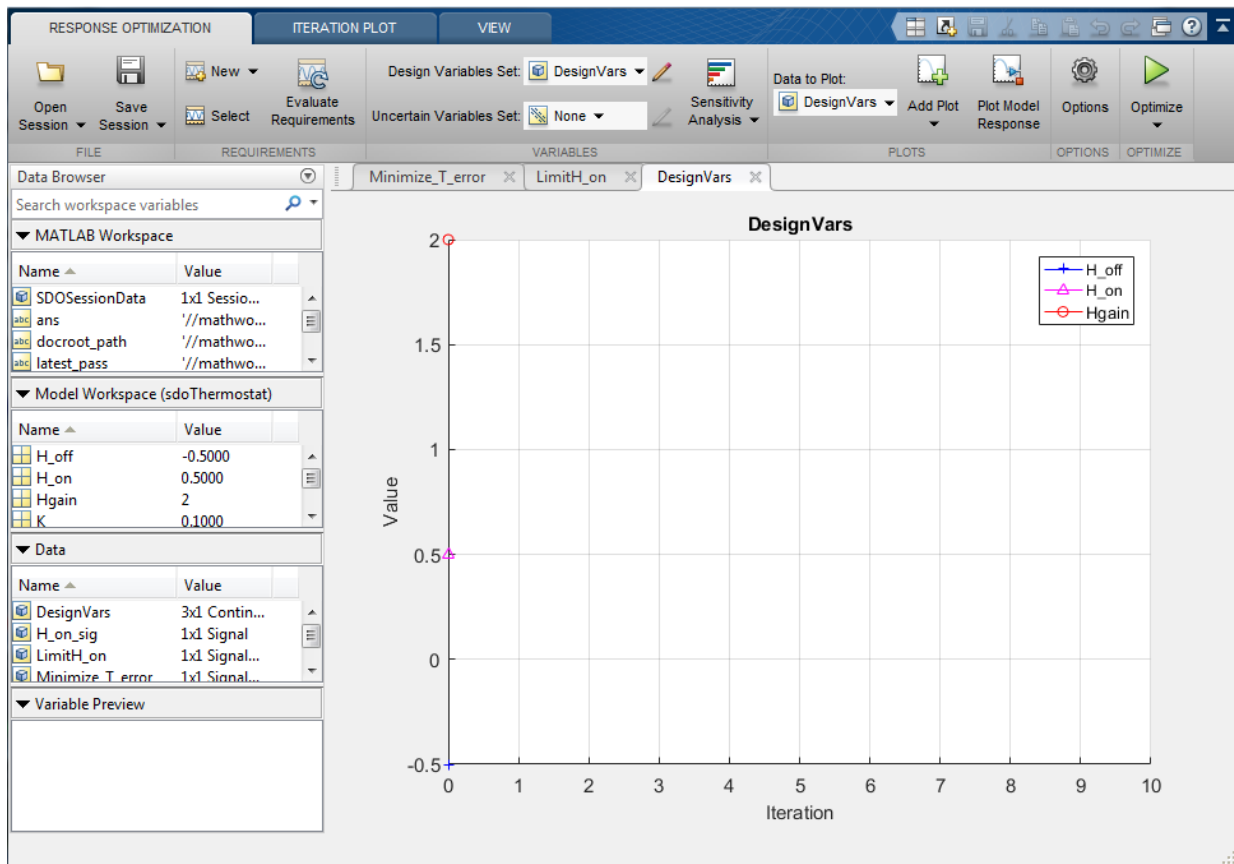 RESPONSE OPTIMIZATION
ITERATION PLOT
VIEW
Open Session
Save Session
FILE
New
Select
Evaluate Requirements
REQUIREMENTS
Design Variables Set: DesignVars
Uncertain Variables Set: None
Sensitivity Analysis
VARIABLES
Data to Plot:
DesignVars
Add Plot
Plot Model Response
PLOTS
Options
OPTIONS
Optimize
OPTIMIZE
Data Browser
Search workspace variables
MATLAB Workspace
Name Value
SDOSessionData 1x1 Sessio...
abc ans '//mathwo...
abc docroot_path '//mathwo...
abc latest_pass '//mathwo...
Model Workspace (sdoThermostat)
Name Value
H_off -0.5000
H_on 0.5000
Hgain 2
K 0.1000
Data
Name Value
DesignVars 3x1 Contin...
H_on_sig 1x1 Signal
LimitH_on 1x1 Signal...
Minimize_T_error 1x1 Signal...
Variable Preview
Minimize_T_error
LimitH_on
DesignVars
DesignVars
2
1.5
1
0.5
0
-0.5
Value
0 1 2 3 4 5 6 7 8 9 10
Iteration
H_off
H_on
Hgain